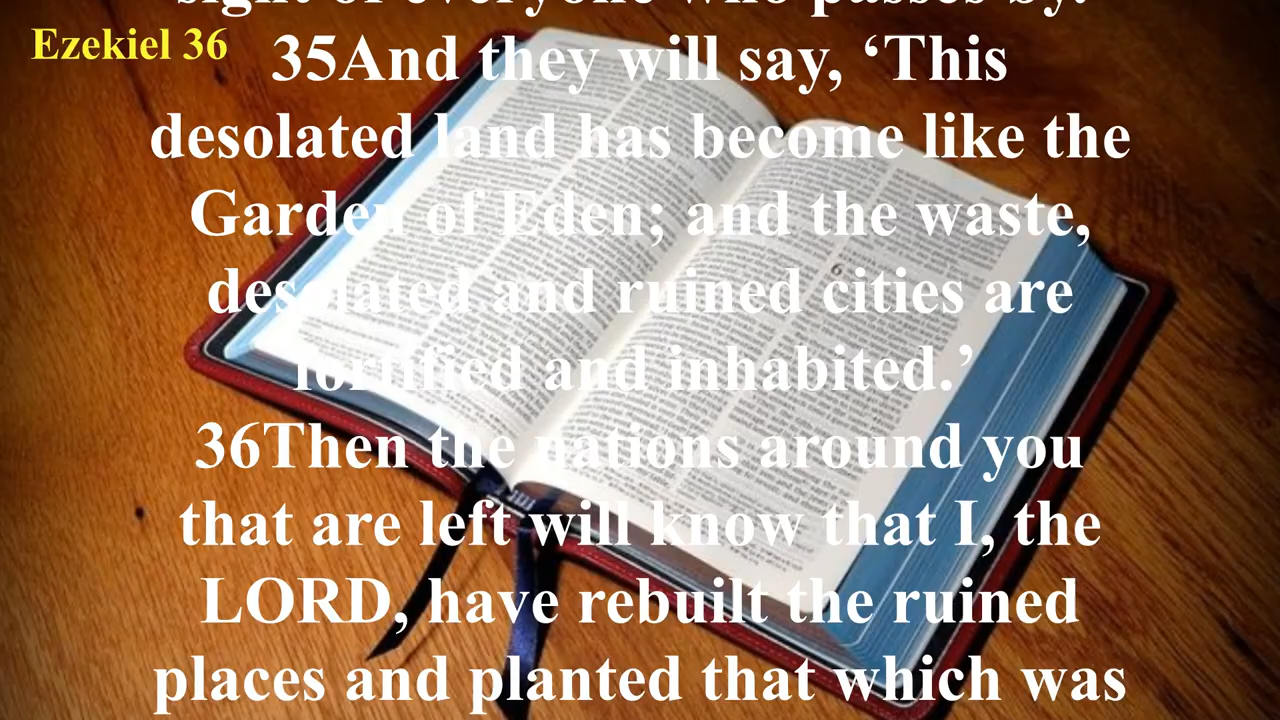 sight of everyone who passes by.
Ezekiel 36
35And they will say, ‘This
desolated land has become like the
Garden of Eden; and the waste,
desolated and ruined cities are
fortified and inhabited.’
36Then the nations around you
that are left will know that I, the
LORD, have rebuilt the ruined
places and planted that which was